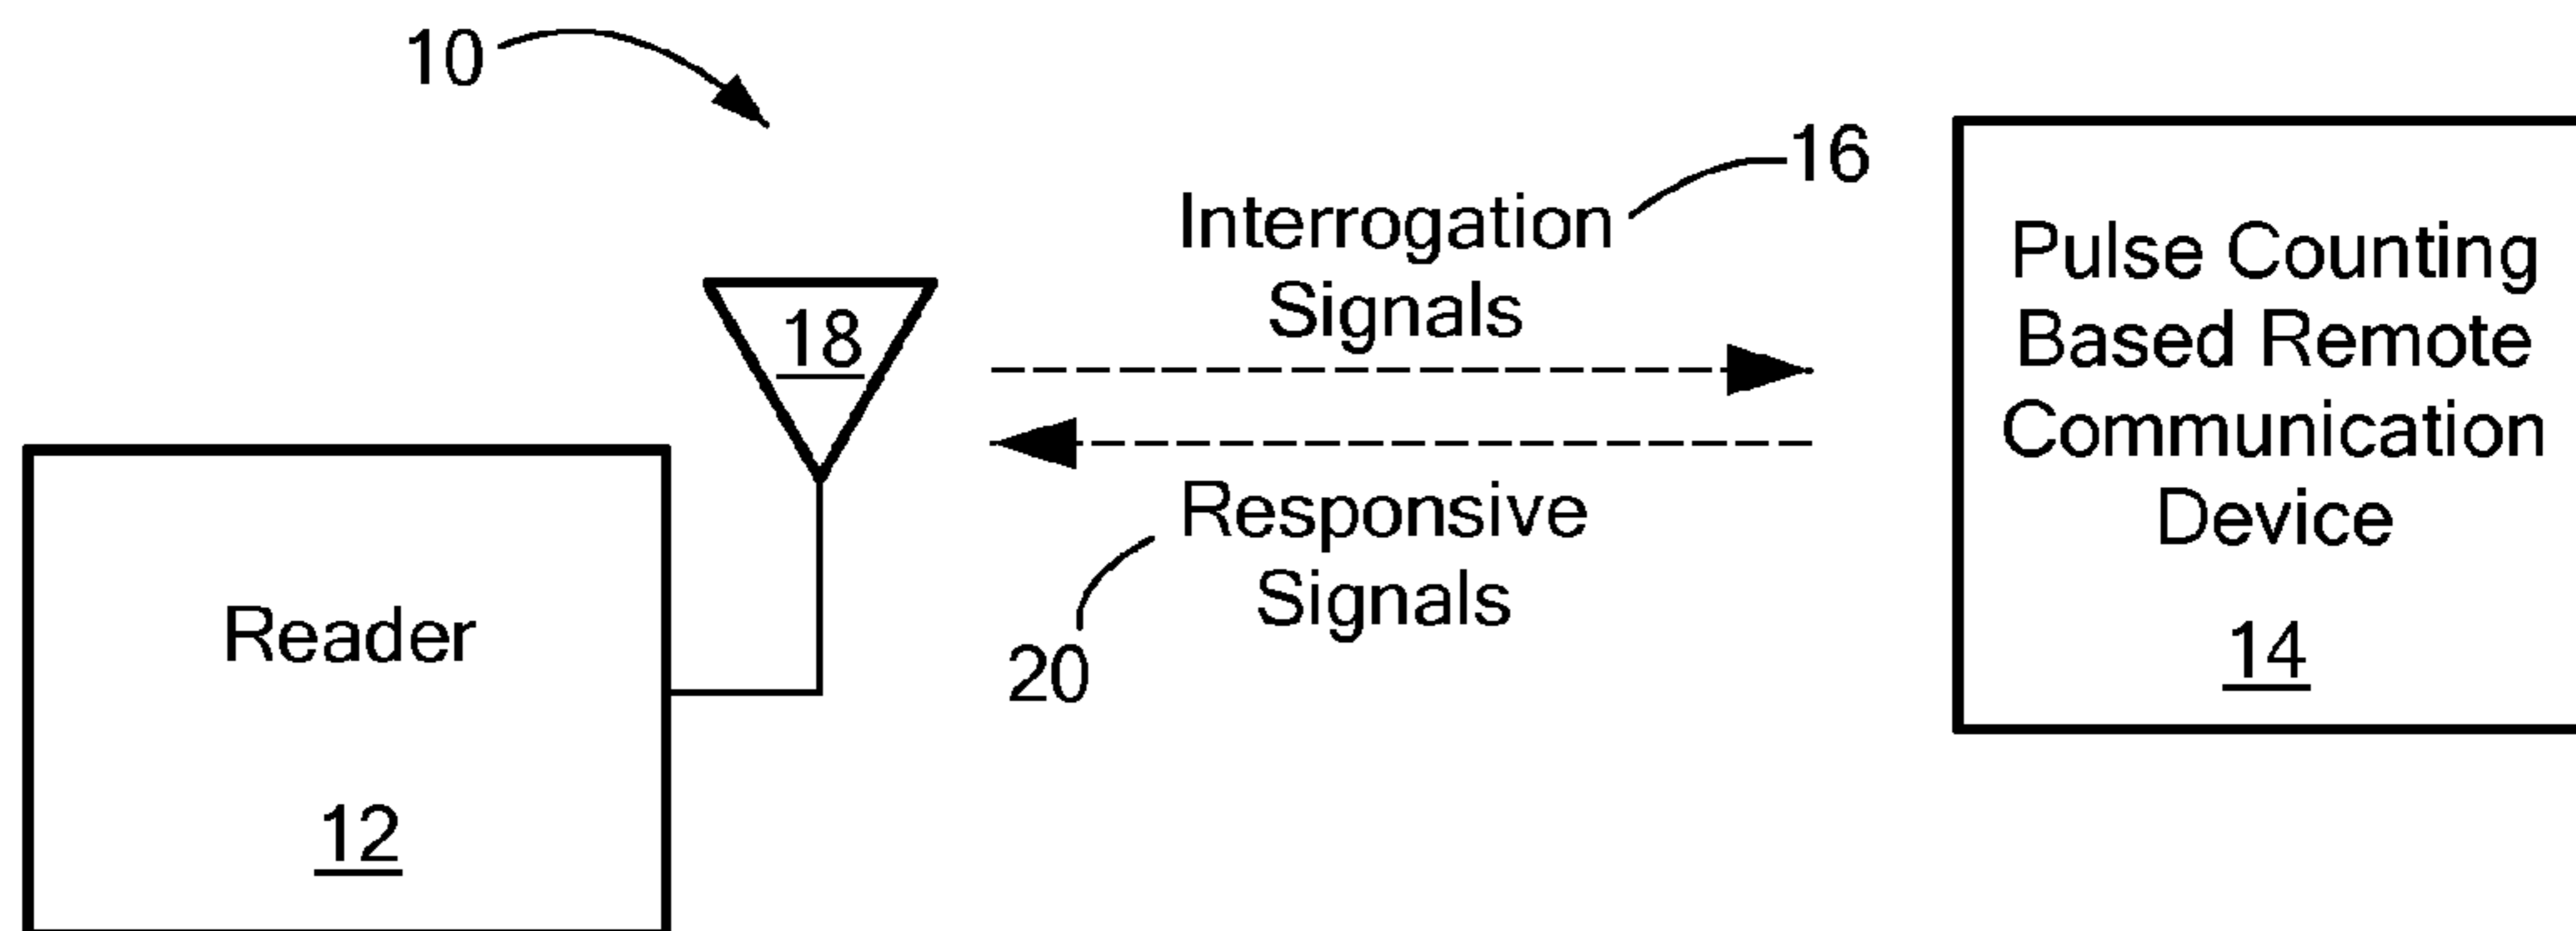 10
16
Interrogation
Signals
18
Responsive
Signals
20
Reader
12
Pulse Counting
Based Remote
Communication
Device
14